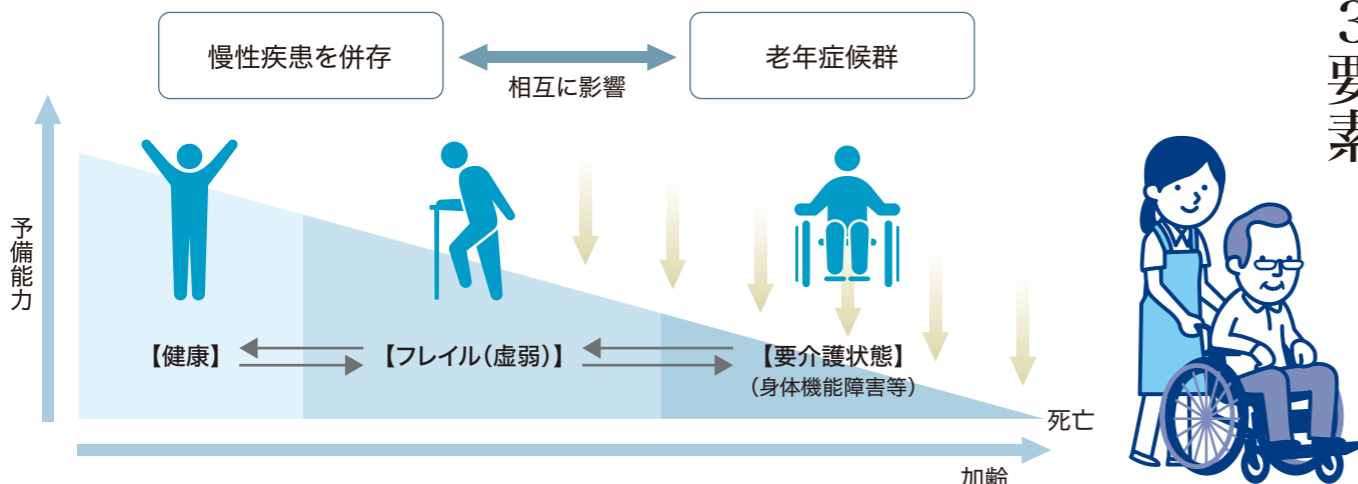 慢性疾患を併存
相互に影響
老年症候群
3要素
予備能力
【健康】
【フレイル（虚弱）】
【要介護状態】
（身体機能障害等）
死亡
加齢